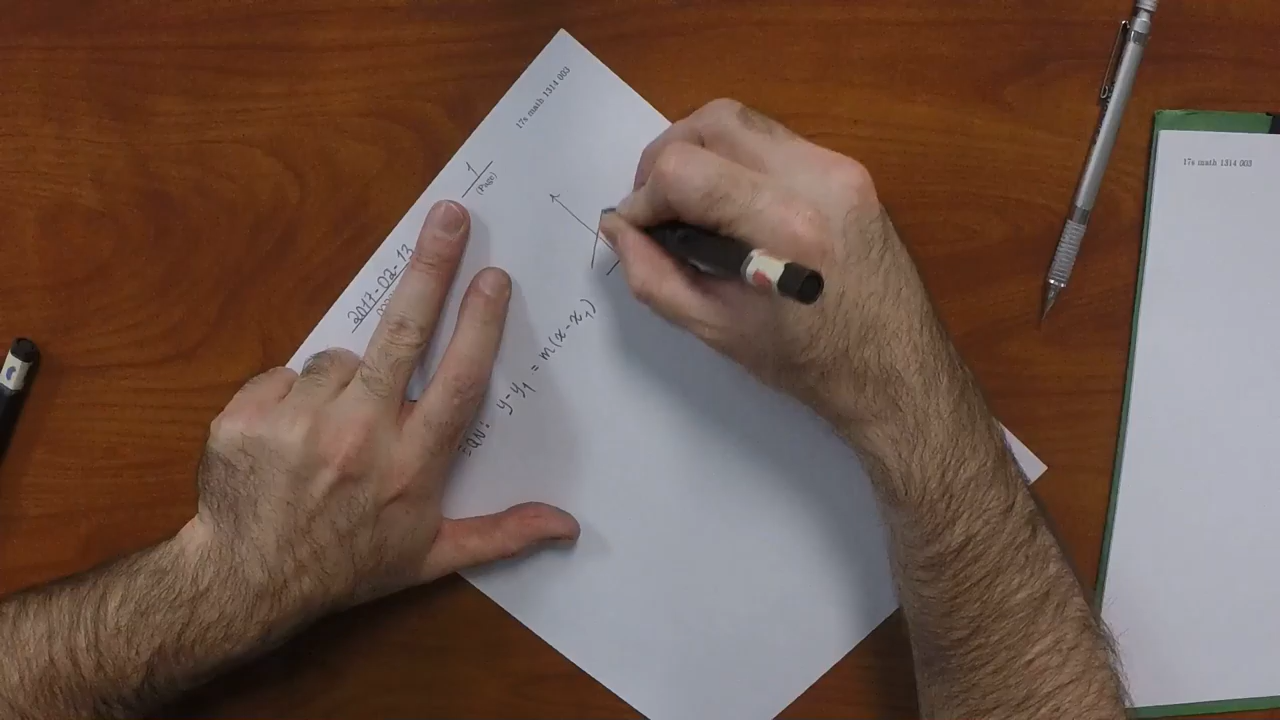 17s math 1314 003
2017-02-13
1
(Page)
EQN: y-y₁ = m(x-x₁)
17s math 1314 003